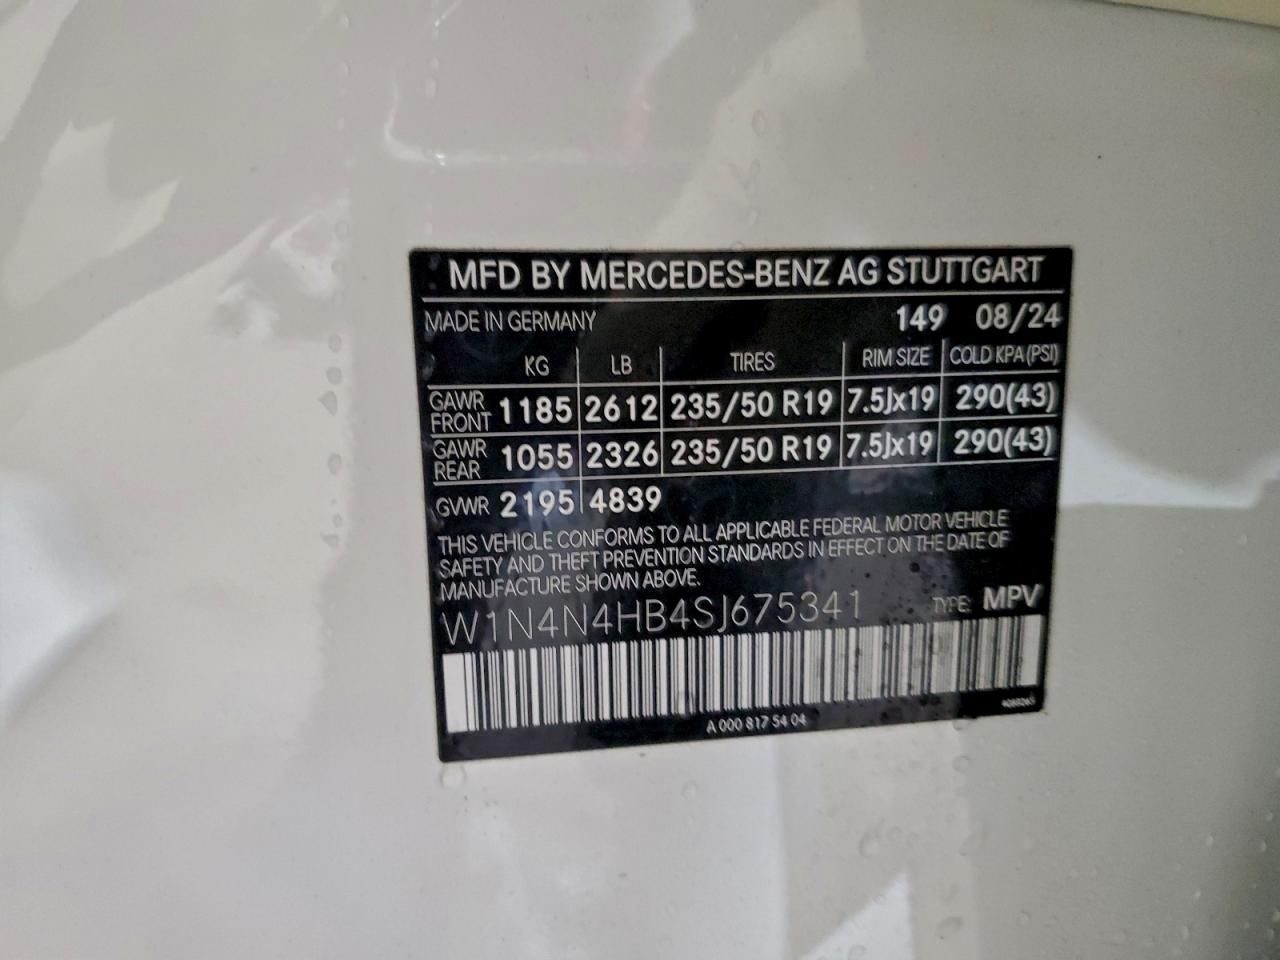 MFD BY MERCEDES-BENZ AG STUTTGART
MADE IN GERMANY 149 08/24
KG LB TIRES RIM SIZE COLD KPA (PSI)
GAWR FRONT 1185 2612 235/50 R19 7.5Jx19 290(43)
GAWR REAR 1055 2326 235/50 R19 7.5Jx19 290(43)
GVWR 2195 4839
THIS VEHICLE CONFORMS TO ALL APPLICABLE FEDERAL MOTOR VEHICLE
SAFETY AND THEFT PREVENTION STANDARDS IN EFFECT ON THE DATE OF
MANUFACTURE SHOWN ABOVE.
W1N4N4HB4SJ675341 TYPE: MPV
A 000 817 54 04